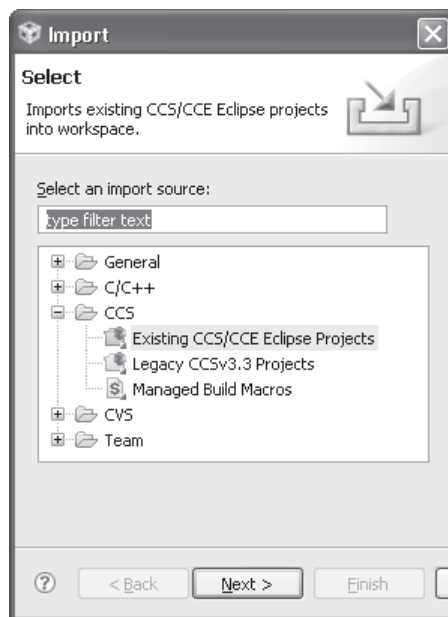 Import
Select
Imports existing CCS/CCE Eclipse projects
into workspace.
Select an import source:
type filter text
General
C/C++
CCS
Existing CCS/CCE Eclipse Projects
Legacy CCSv3.3 Projects
$ Managed Build Macros
CVS
Team
? < Back Next > Finish